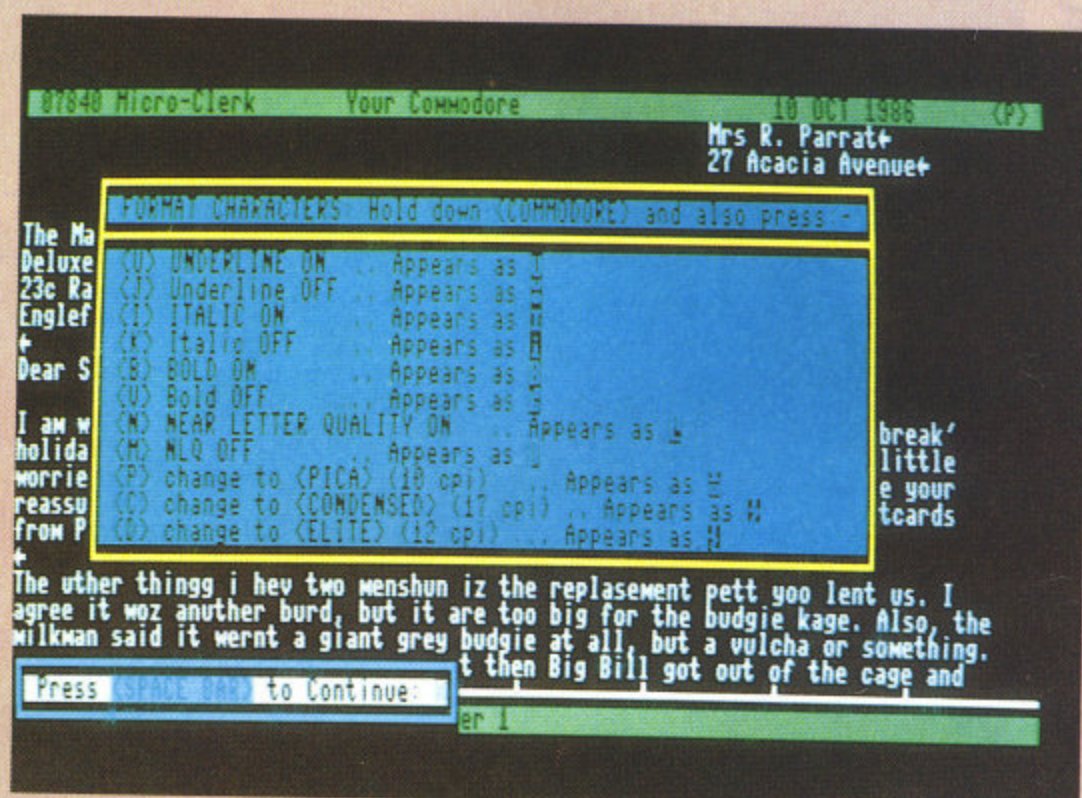 07840 Micro-Clerk Your Commodore 10 OCT 1986 <P>
Mrs R. Parrat←
27 Acacia Avenue←
FORMAT CHARACTERS: Hold down <COMMODORE> and also press:-
The Ma
Deluxe
23c Ra
Englef
←
Dear S
I am w
holida
worrie
reassu
from P
←
<U> UNDERLINE ON .. Appears as
<J> Underline OFF .. Appears as
<I> ITALIC ON .. Appears as
<K> Italic OFF .. Appears as
<B> BOLD ON .. Appears as
<V> Bold OFF .. Appears as
<N> NEAR LETTER QUALITY ON .. Appears as
<M> NLQ OFF .. Appears as
<P> change to <PICA> (10 cpi) .. Appears as
<C> change to <CONDENSED> (17 cpi) .. Appears as
<D> change to <ELITE> (12 cpi) ... Appears as
break'
little
e your
tcards
The uther thingg i hev two menshun iz the replasement pett yoo lent us. I
agree it woz anuther burd, but it are too big for the budgie kage. Also, the
milkman said it wernt a giant grey budgie at all, but a vulcha or something.
t then Big Bill got out of the cage and
Press <SPACE BAR> to Continue:
er 1